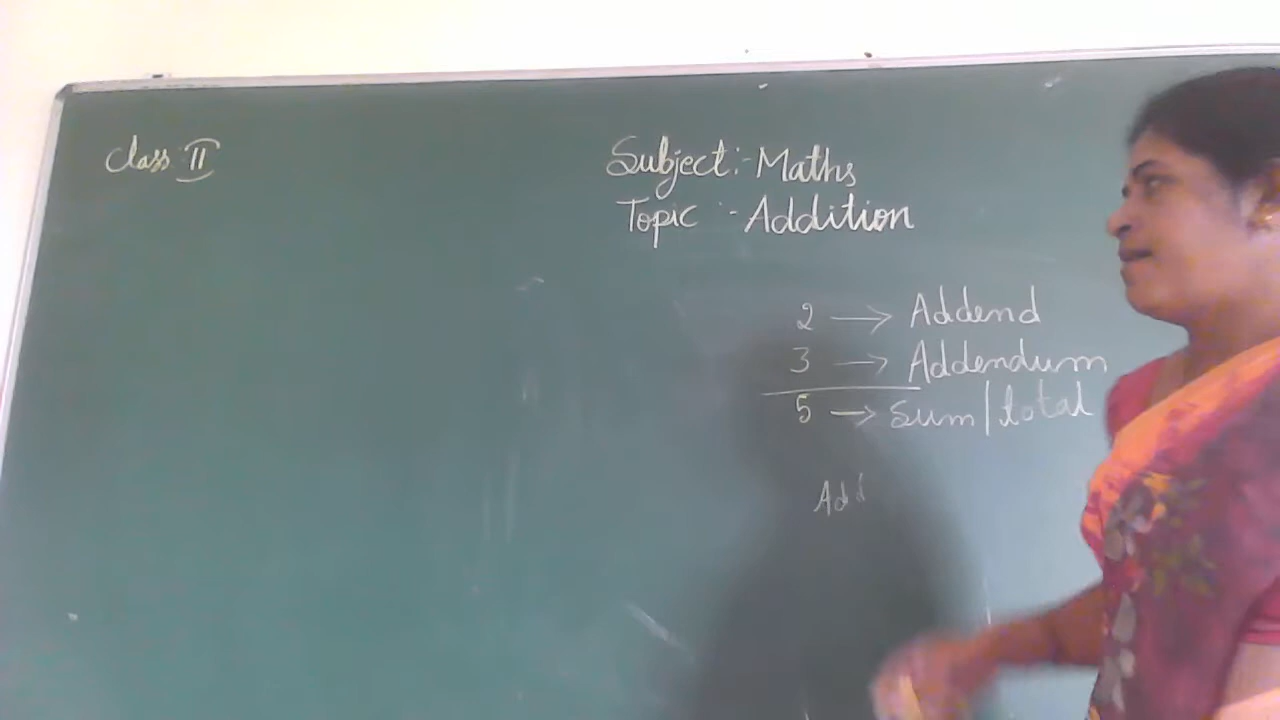 Class II
Subject:- Maths
Topic :- Addition
2 → Addend
3 → Addendum
5 → Sum/total
Add